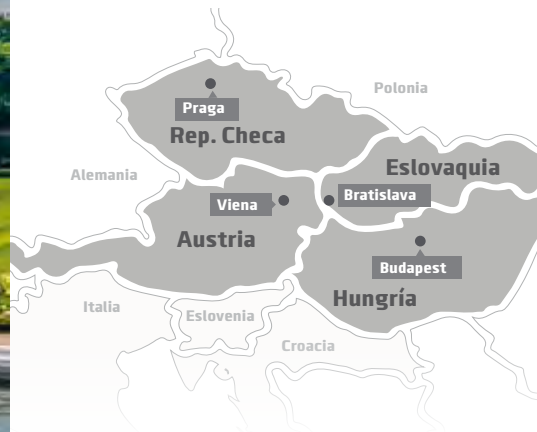 Polonia
Praga
Rep. Checa
Eslovaquia
Alemania
Bratislava
Viena
Austria
Budapest
Hungría
Italia
Eslovenia
Croacia